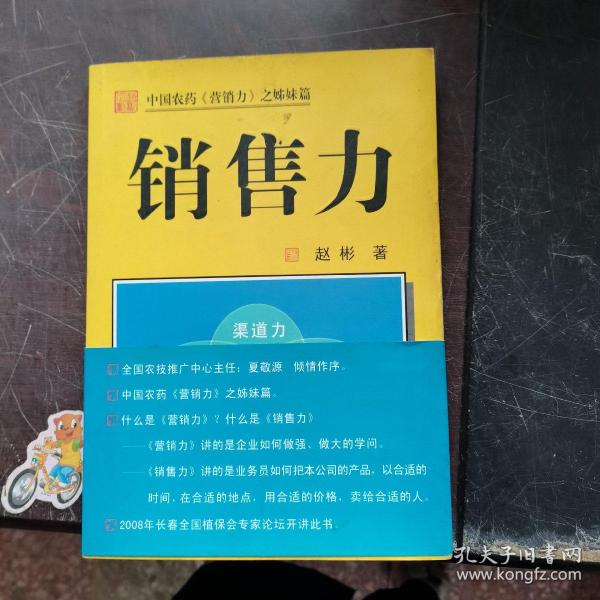 中国农药《营销力》之姊妹篇
销售力
赵彬 著
渠道力
全国农技推广中心主任：夏敬源 倾情作序。
中国农药《营销力》之姊妹篇。
什么是《营销力》？什么是《销售力》
——《营销力》讲的是企业如何做强、做大的学问。
——《销售力》讲的是业务员如何把本公司的产品，以合适的
时间，在合适的地点，用合适的价格，卖给合适的人。
2008年长春全国植保会专家论坛开讲此书。
孔夫子旧书网
www.kongfz.com